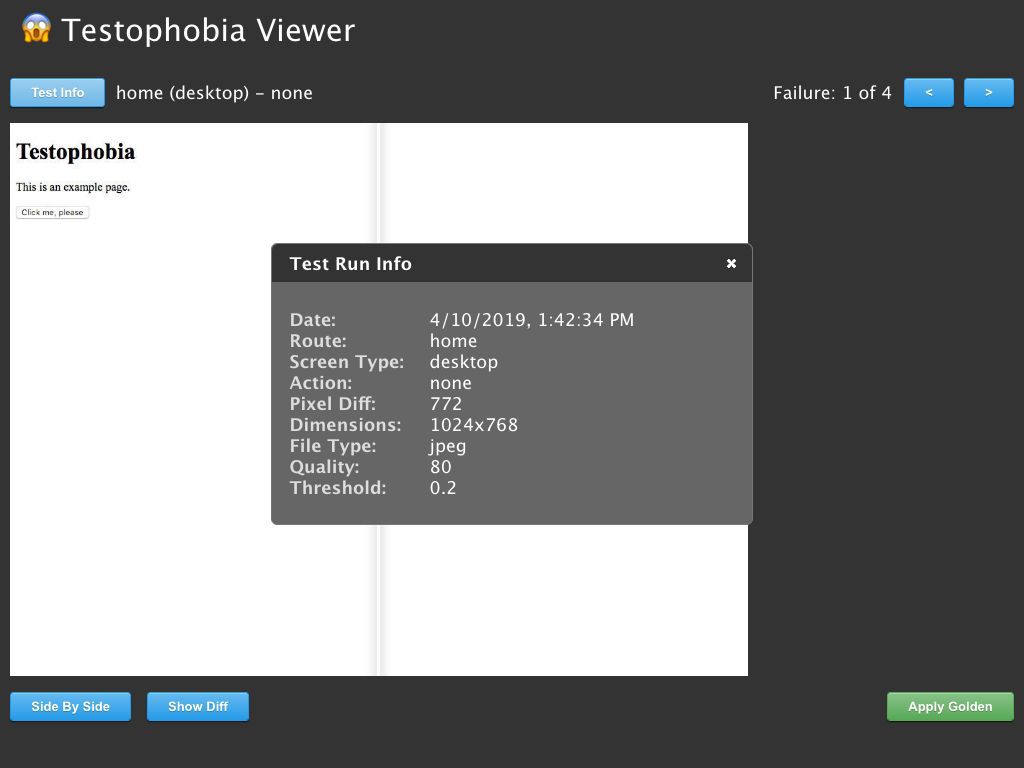 😱 Testophobia Viewer
Test Info home (desktop) – none Failure: 1 of 4 < >
Testophobia
This is an example page.
Click me, please
Test Run Info ✖
Date: 4/10/2019, 1:42:34 PM
Route: home
Screen Type: desktop
Action: none
Pixel Diff: 772
Dimensions: 1024x768
File Type: jpeg
Quality: 80
Threshold: 0.2
Side By Side Show Diff Apply Golden